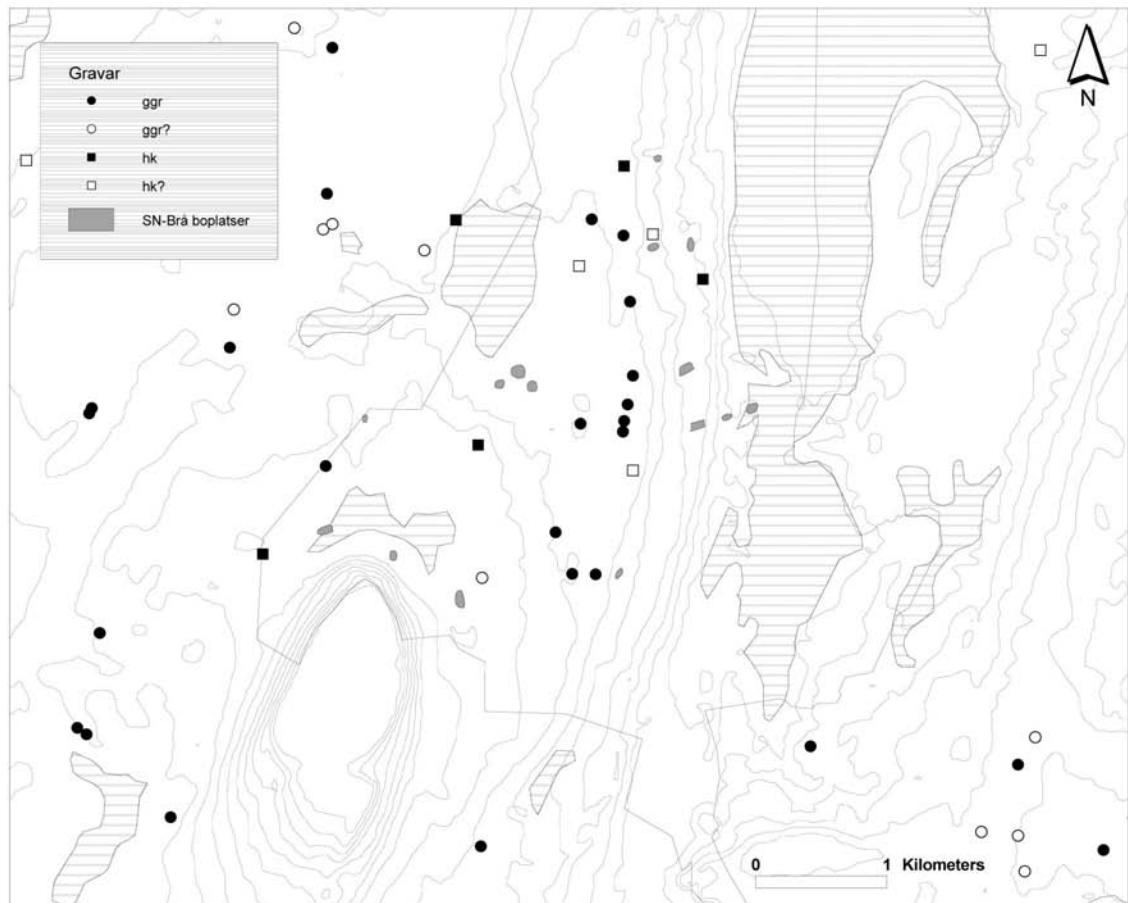 Gravar
ggr
ggr?
hk
hk?
SN-Brå boplatser
N
0 1 Kilometers